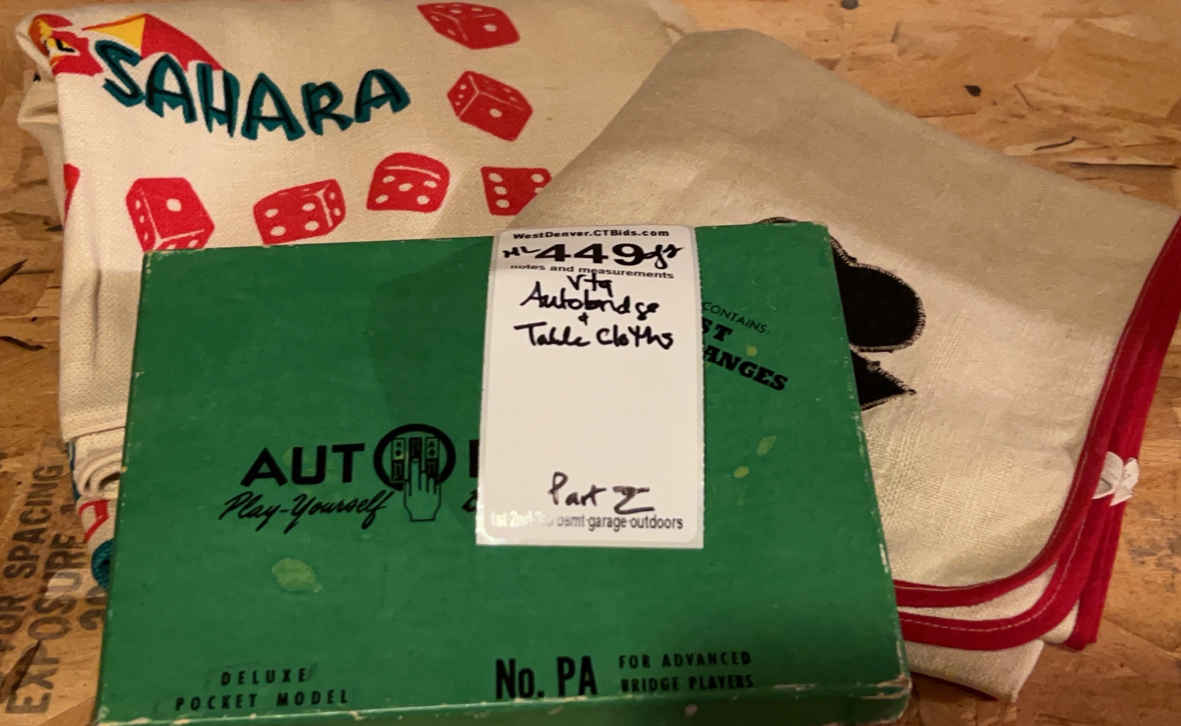 SAHARA
WestDenver.CTBids.com
449
notes and measurements
Vtg
Autobridge
+
Table Cloths
CONTAINS:
ST
ANGES
AUTO
Play-Yourself
Part 2
bsmt·garage·outdoors
DELUXE
POCKET MODEL
No. PA
FOR ADVANCED
BRIDGE PLAYERS
FOR SPACING
EXPOSURE